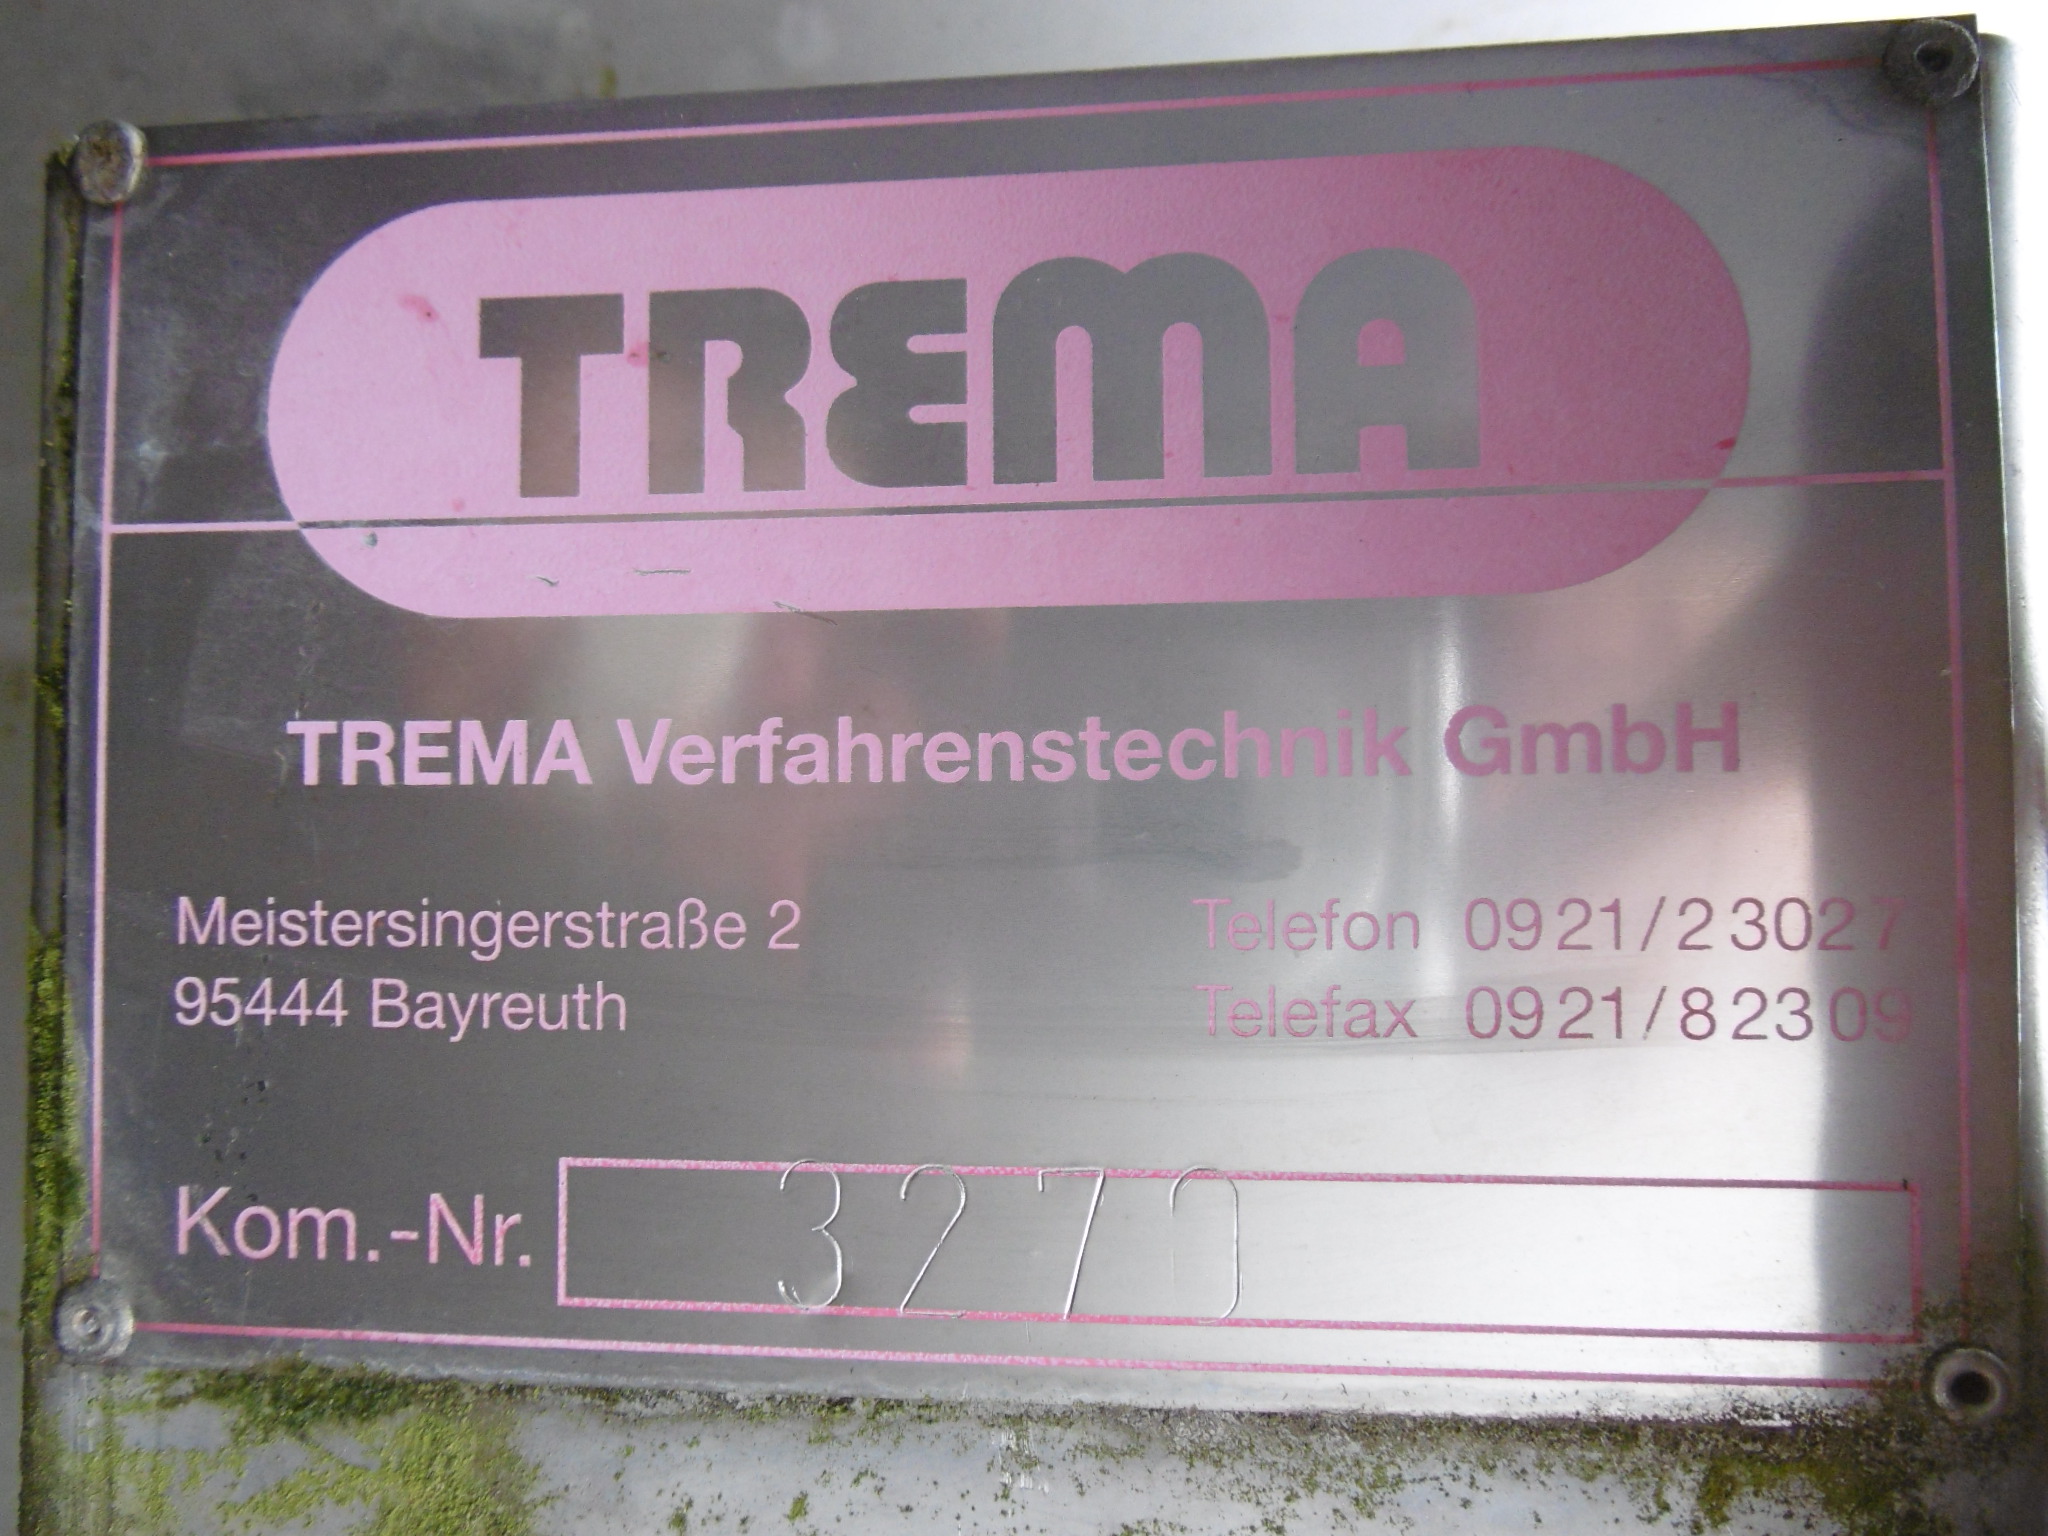 TREMA
TREMA Verfahrenstechnik GmbH
Meistersingerstraße 2
95444 Bayreuth
Telefon 0921/23027
Telefax 0921/82309
Kom.-Nr. 3270